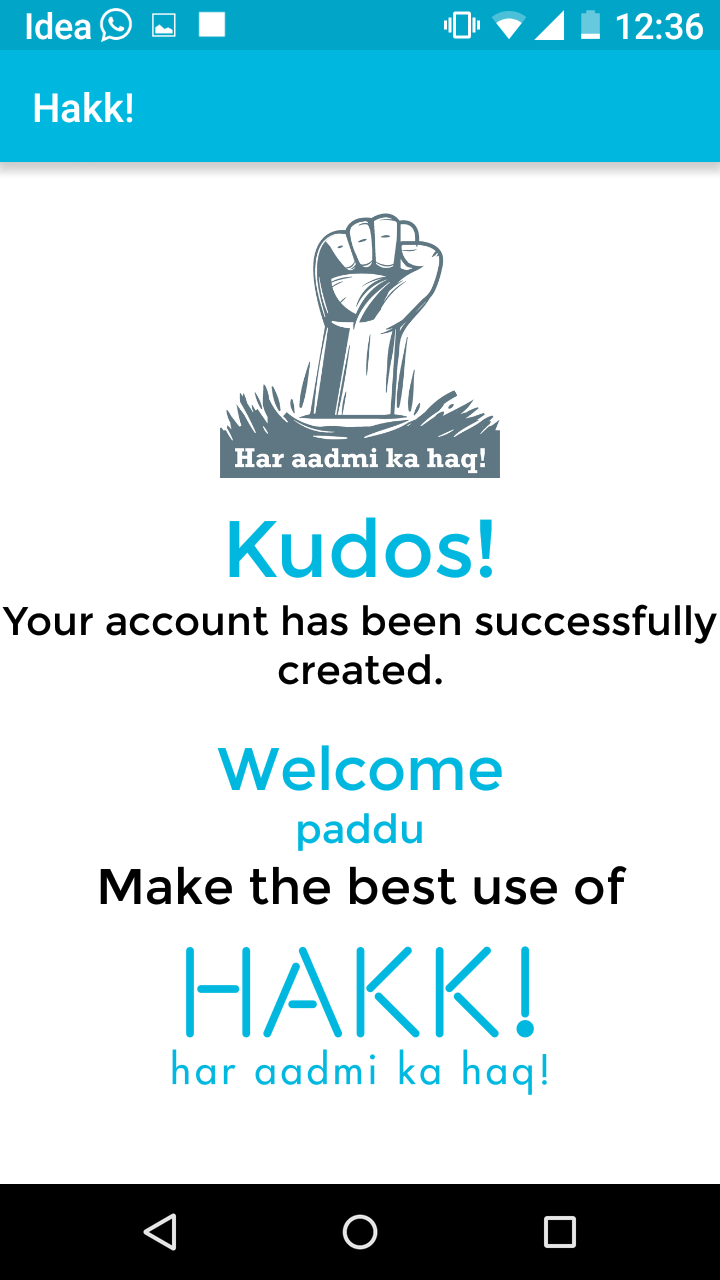 Idea 12:36
Hakk!
Har aadmi ka haq!
Kudos!
Your account has been successfully
created.
Welcome
paddu
Make the best use of
HAKK!
har aadmi ka haq!